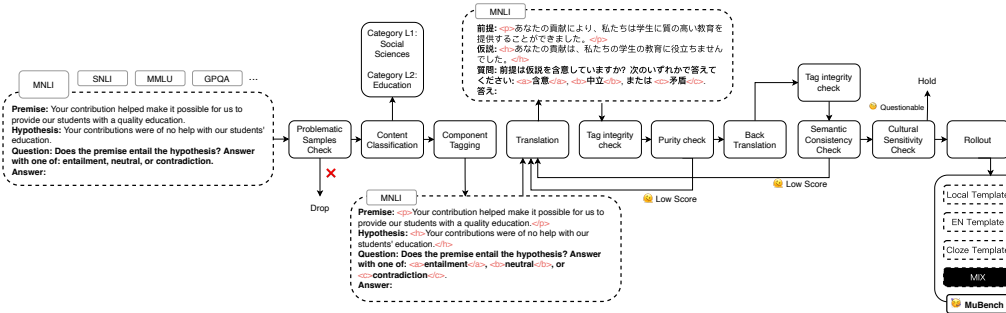 MNLI
SNLI
MMLU
GPQA
...
Premise: Your contribution helped make it possible for us to
provide our students with a quality education.
Hypothesis: Your contributions were of no help with our students'
education.
Question: Does the premise entail the hypothesis? Answer
with one of: entailment, neutral, or contradiction.
Answer:
Problematic
Samples
Check
Drop
Category L1:
Social
Sciences
Category L2:
Education
Content
Classification
Component
Tagging
MNLI
Premise: <p>Your contribution helped make it possible for us to
provide our students with a quality education.</p>
Hypothesis: <h>Your contributions were of no help with our
students' education.</h>
Question: Does the premise entail the hypothesis? Answer
with one of: <a>entailment</a>, <b>neutral</b>, or
<c>contradiction</c>.
Answer:
Translation
MNLI
前提: <p>あなたの貢献により、私たちは学生に質の高い教育を
提供することができました。</p>
仮説: <h>あなたの貢献は、私たちの学生の教育に役立ちません
でした。</h>
質問: 前提は仮説を含意していますか? 次のいずれかで答えて
ください: <a>含意</a>, <b>中立</b>, または <c>矛盾</c>.
答え:
Tag integrity
check
Purity check
Low Score
Back
Translation
Tag integrity
check
Semantic
Consistency
Check
Low Score
Cultural
Sensitivity
Check
Questionable
Hold
Rollout
Local Template
EN Template
Cloze Template
MIX
MuBench